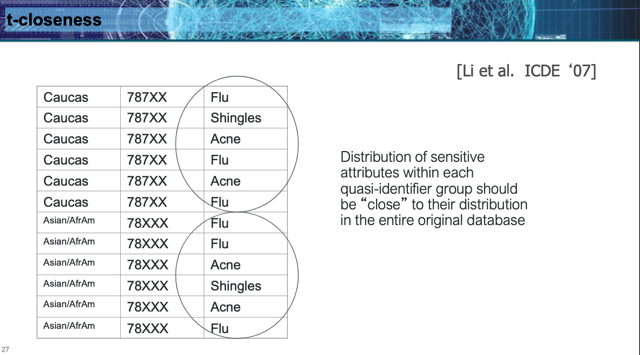 t-closeness
[Li et al. ICDE ‘07]
Caucas 787XX Flu
Caucas 787XX Shingles
Caucas 787XX Acne
Caucas 787XX Flu
Caucas 787XX Acne
Caucas 787XX Flu
Asian/AfrAm 78XXX Flu
Asian/AfrAm 78XXX Flu
Asian/AfrAm 78XXX Acne
Asian/AfrAm 78XXX Shingles
Asian/AfrAm 78XXX Acne
Asian/AfrAm 78XXX Flu
Distribution of sensitive
attributes within each
quasi-identifier group should
be “close” to their distribution
in the entire original database
27